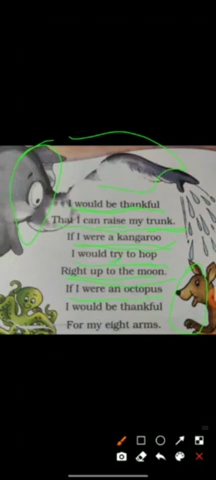 I would be thankful
That I can raise my trunk.
If I were a kangaroo
I would try to hop
Right up to the moon.
If I were an octopus
I would be thankful
For my eight arms.